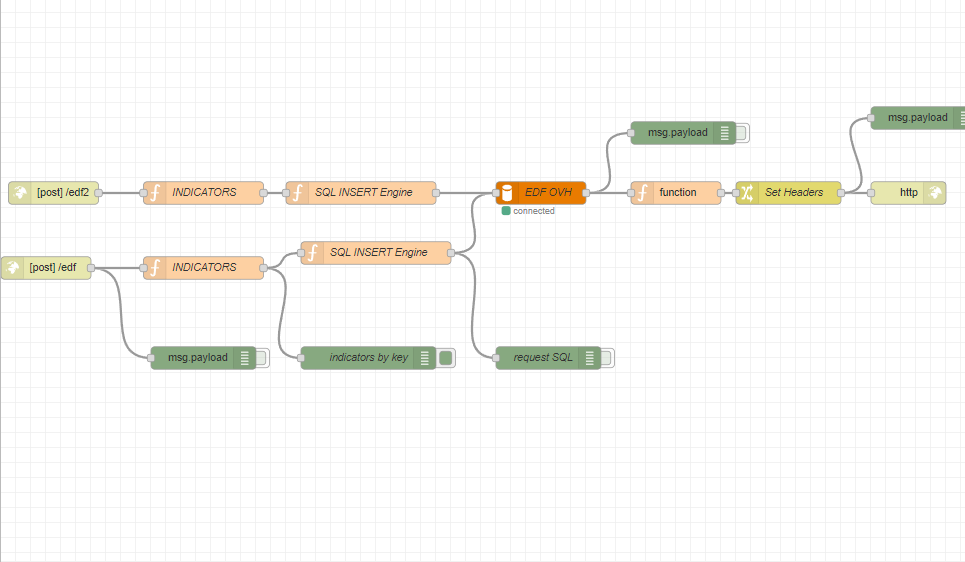 msg.payload
msg.payload
[post] /edf2
INDICATORS
SQL INSERT Engine
EDF OVH
function
Set Headers
http
connected
[post] /edf
INDICATORS
SQL INSERT Engine
msg.payload
indicators by key
request SQL